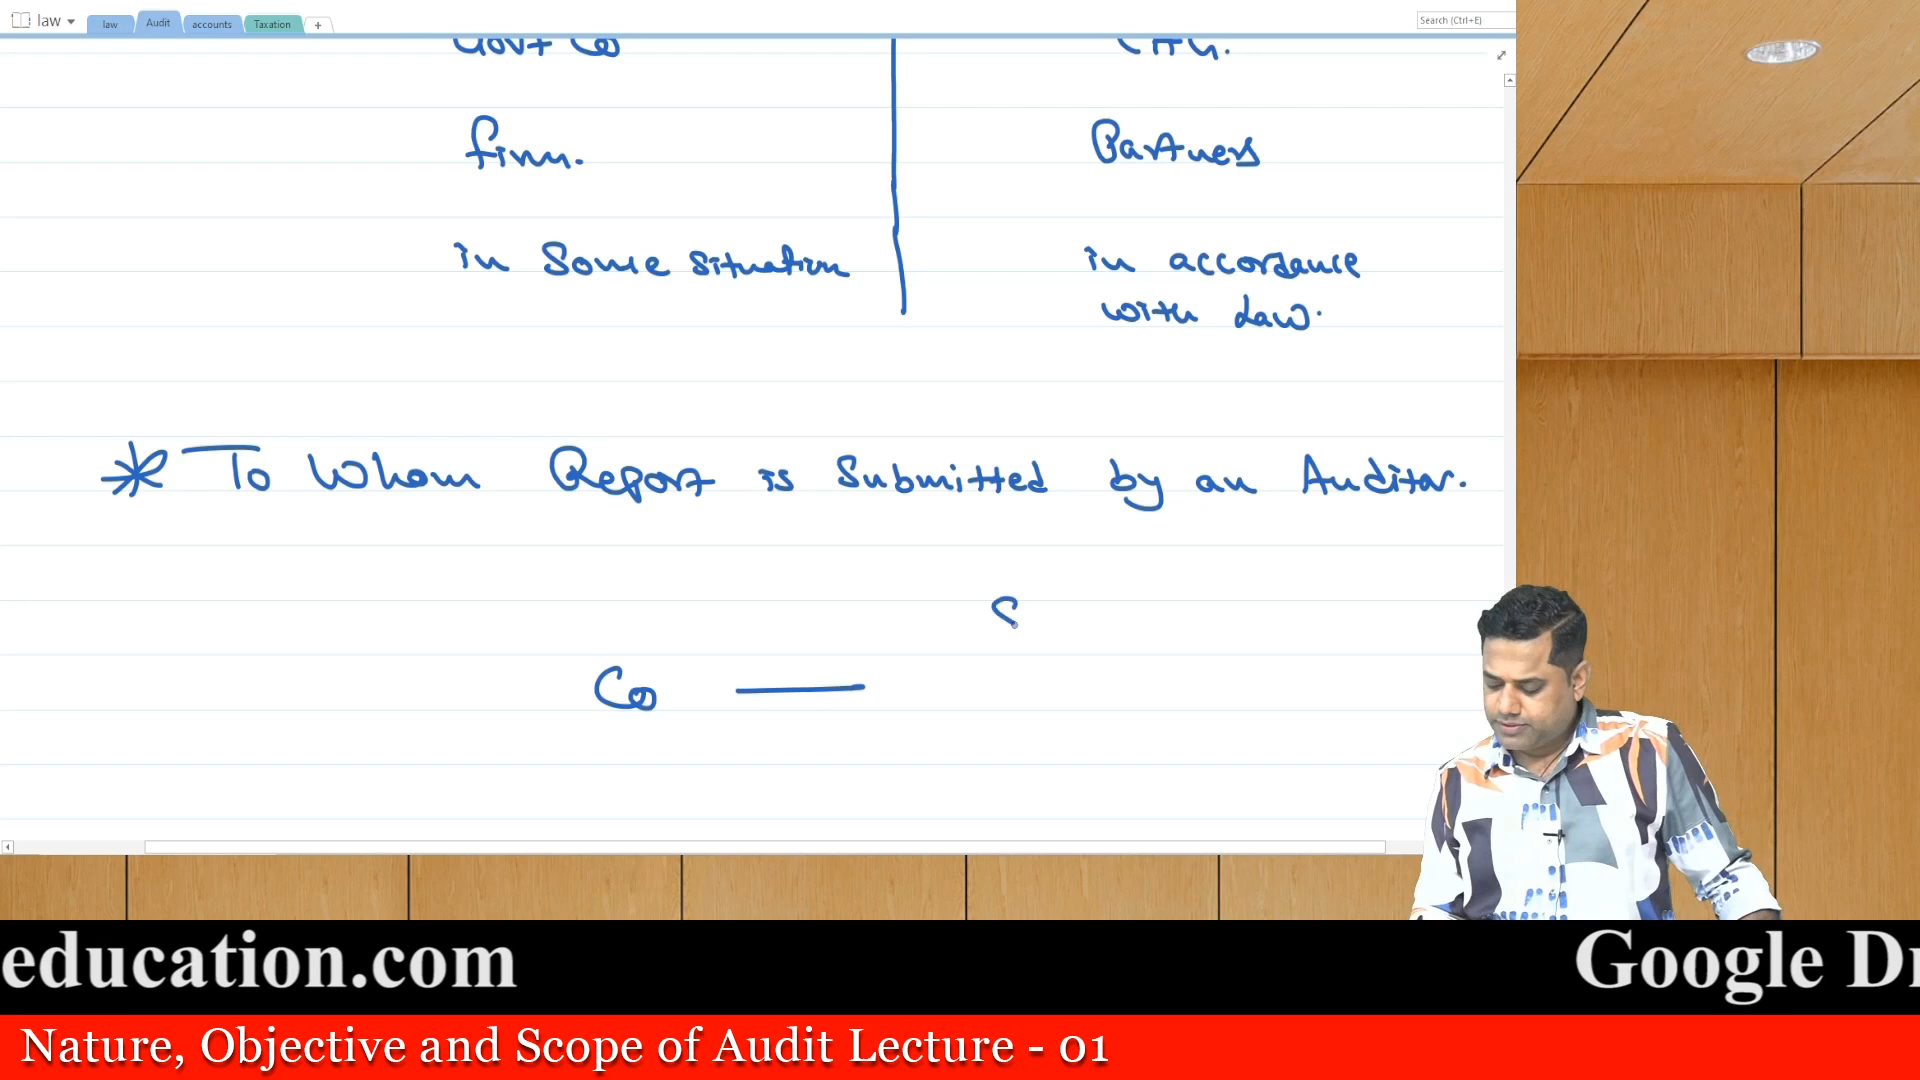 law
law Audit accounts Taxation +
Search (Ctrl+E)
Govt Co
firm. Partners
in Some situation in accordance
with Law.
* To Whom Report is Submitted by an Auditor.
Co —
education.com Google Dr
Nature, Objective and Scope of Audit Lecture - 01